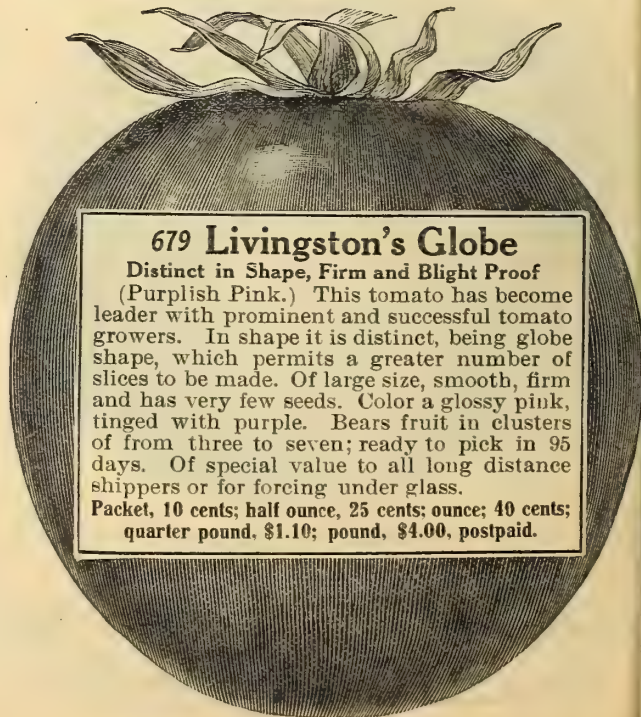 679 Livingston's Globe
Distinct in Shape, Firm and Blight Proof
(Purplish Pink.) This tomato has become
leader with prominent and successful tomato
growers. In shape it is distinct, being globe
shape, which permits a greater number of
slices to be made. Of large size, smooth, firm
and has very few seeds. Color a glossy pink,
tinged with purple. Bears fruit in clusters
of from three to seven; ready to pick in 95
days. Of special value to all long distance
shippers or for forcing under glass.
Packet, 10 cents; half ounce, 25 cents; ounce; 40 cents;
quarter pound, $1.10; pound, $4.00, postpaid.